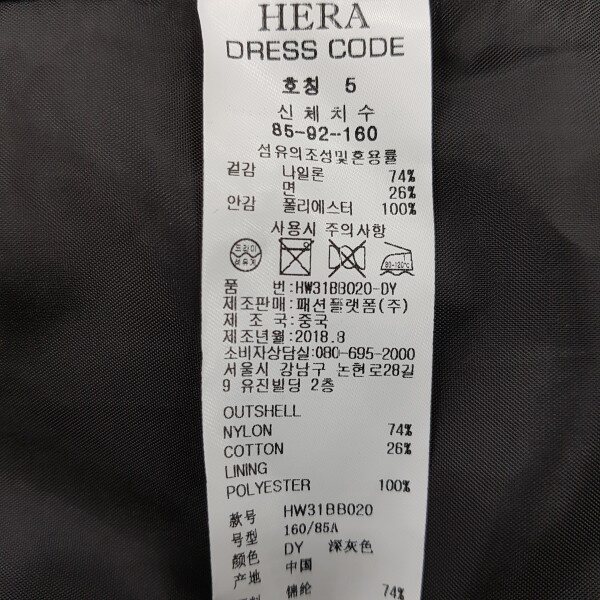 HERA
DRESS CODE
호칭 5
신체치수
85-92-160
섬유의조성및혼용률
겉감 나일론 74%
면 26%
안감 폴리에스터 100%
사용시 주의사항
드라이
80-120℃
품 번:HW31BB020-DY
제조판매:패션플랫폼(주)
제 조 국:중국
제조년월:2018.8
소비자상담실:080-695-2000
서울시 강남구 논현로28길
9 유진빌딩 2층
OUTSHELL
NYLON 74%
COTTON 26%
LINING
POLYESTER 100%
款号 HW31BB020
号型 160/85A
颜色 DY 深灰色
产地 中国
锦纶 74%